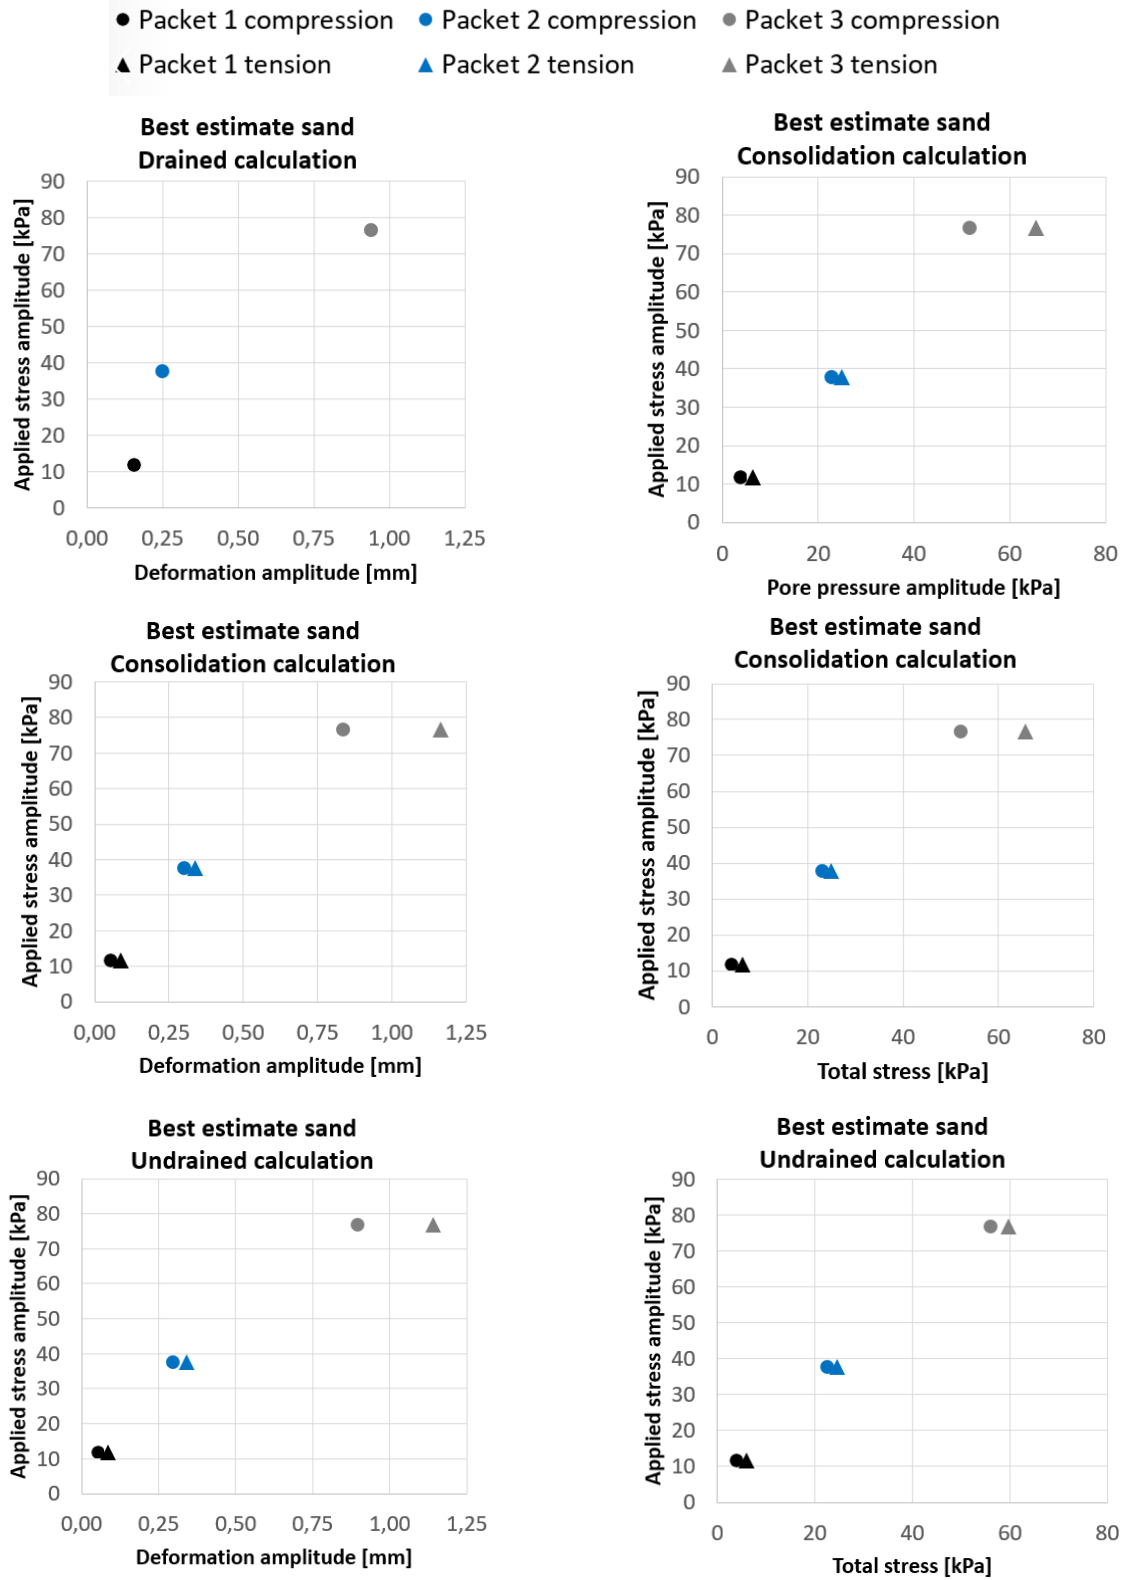 Packet 1 compression
Packet 2 compression
Packet 3 compression
Packet 1 tension
Packet 2 tension
Packet 3 tension
Best estimate sand
Drained calculation
Applied stress amplitude [kPa]
90
80
70
60
50
40
30
20
10
0
0,00 0,25 0,50 0,75 1,00 1,25
Deformation amplitude [mm]
Best estimate sand
Consolidation calculation
Applied stress amplitude [kPa]
90
80
70
60
50
40
30
20
10
0
0 20 40 60 80
Pore pressure amplitude [kPa]
Best estimate sand
Consolidation calculation
Applied stress amplitude [kPa]
90
80
70
60
50
40
30
20
10
0
0,00 0,25 0,50 0,75 1,00 1,25
Deformation amplitude [mm]
Best estimate sand
Consolidation calculation
Applied stress amplitude [kPa]
90
80
70
60
50
40
30
20
10
0
0 20 40 60 80
Total stress [kPa]
Best estimate sand
Undrained calculation
Applied stress amplitude [kPa]
90
80
70
60
50
40
30
20
10
0
0,00 0,25 0,50 0,75 1,00 1,25
Deformation amplitude [mm]
Best estimate sand
Undrained calculation
Applied stress amplitude [kPa]
90
80
70
60
50
40
30
20
10
0
0 20 40 60 80
Total stress [kPa]